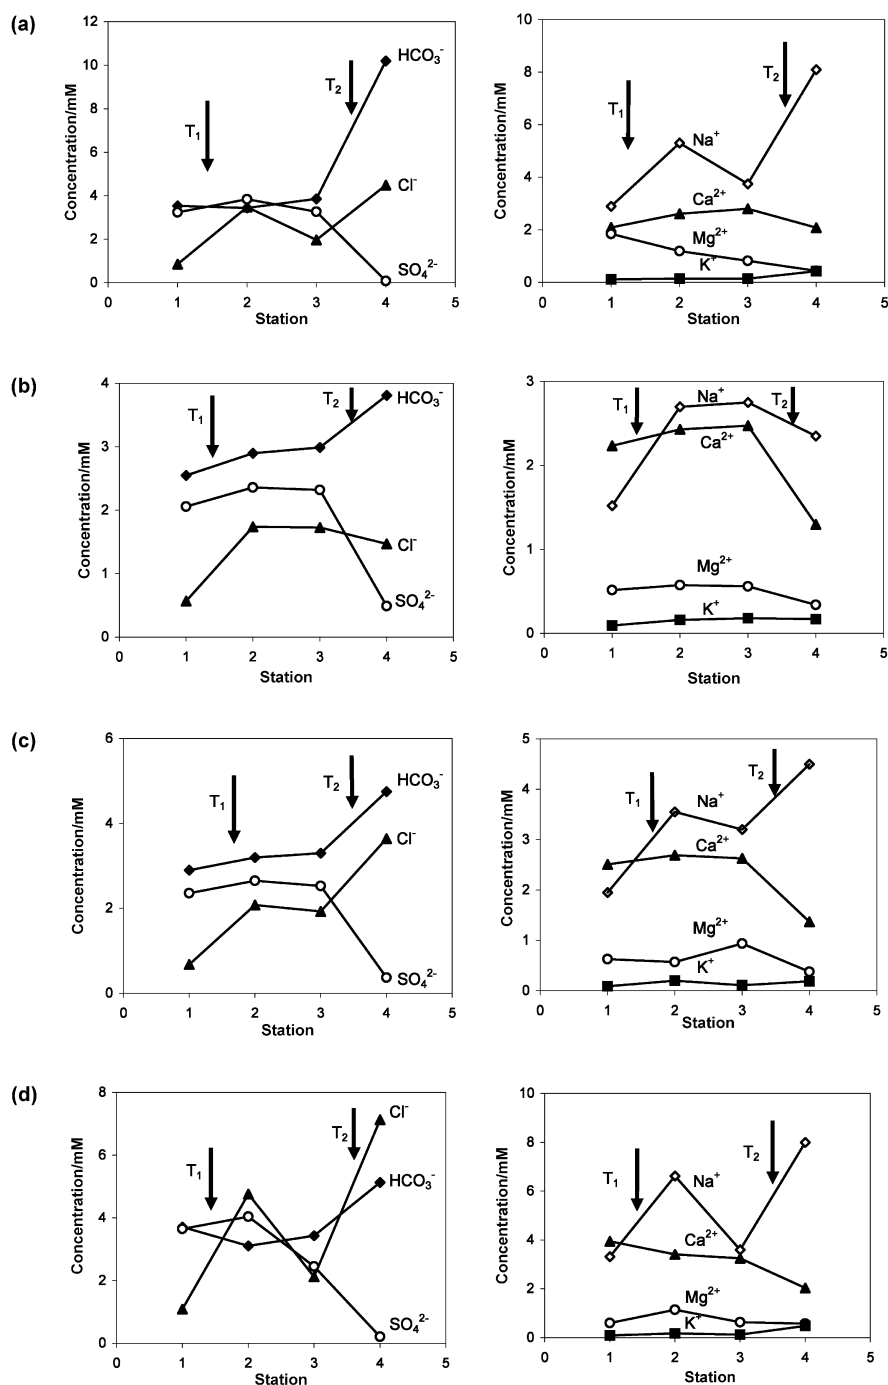 (a)
Concentration/mM
12
10
8
6
4
2
0
0 1 2 3 4 5
Station
T₁
T₂
HCO₃⁻
Cl⁻
SO₄²⁻
Concentration/mM
10
8
6
4
2
0
0 1 2 3 4 5
Station
T₁
T₂
Na⁺
Ca²⁺
Mg²⁺
K⁺
(b)
Concentration/mM
4
3
2
1
0
0 1 2 3 4 5
Station
T₁
T₂
HCO₃⁻
Cl⁻
SO₄²⁻
Concentration/mM
3
2
1
0
0 1 2 3 4 5
Station
T₁
Na⁺
T₂
Ca²⁺
Mg²⁺
K⁺
(c)
Concentration/mM
6
4
2
0
0 1 2 3 4 5
Station
T₁
T₂
HCO₃⁻
Cl⁻
SO₄²⁻
Concentration/mM
5
4
3
2
1
0
0 1 2 3 4 5
Station
T₁
T₂
Na⁺
Ca²⁺
Mg²⁺
K⁺
(d)
Concentration/mM
8
6
4
2
0
0 1 2 3 4 5
Station
T₁
T₂
Cl⁻
HCO₃⁻
SO₄²⁻
Concentration/mM
10
8
6
4
2
0
0 1 2 3 4 5
Station
T₁
T₂
Na⁺
Ca²⁺
Mg²⁺
K⁺